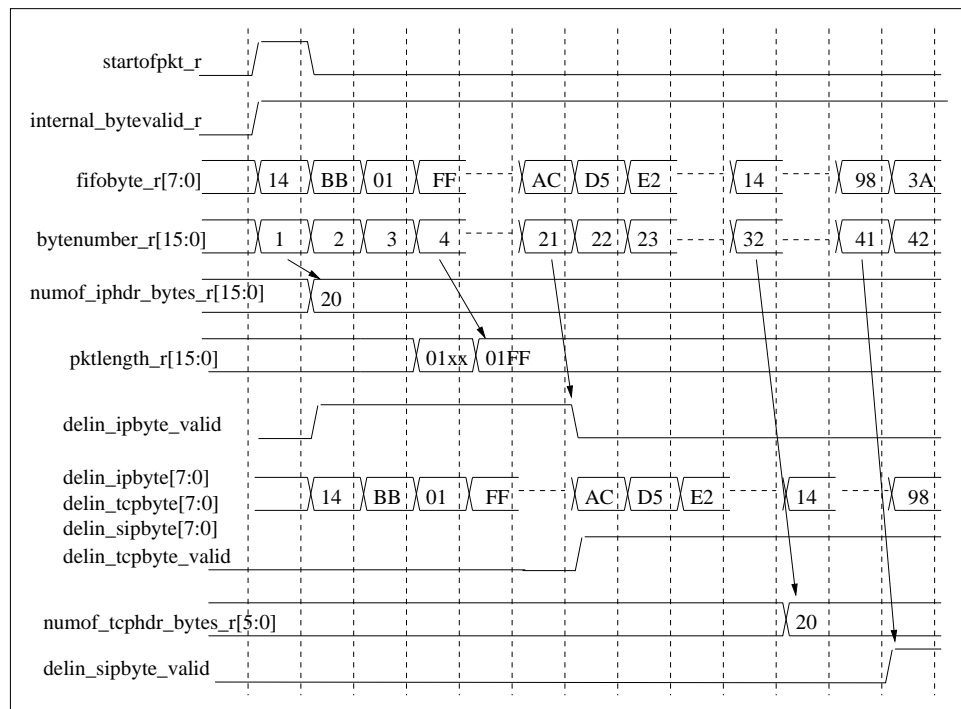 startofpkt_r
internal_bytevalid_r
fifobyte_r[7:0] 14 BB 01 FF AC D5 E2 14 98 3A
bytenumber_r[15:0] 1 2 3 4 21 22 23 32 41 42
numof_iphdr_bytes_r[15:0] 20
pktlength_r[15:0] 01xx 01FF
delin_ipbyte_valid
delin_ipbyte[7:0]
delin_tcpbyte[7:0] 14 BB 01 FF AC D5 E2 14 98
delin_sipbyte[7:0]
delin_tcpbyte_valid
numof_tcphdr_bytes_r[5:0] 20
delin_sipbyte_valid